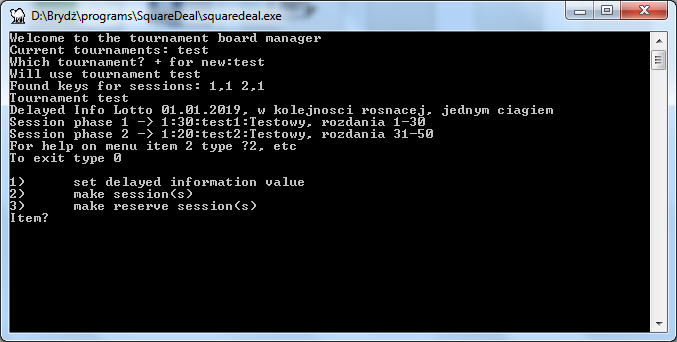 D:\Brydż\programs\SquareDeal\squaredeal.exe
Welcome to the tournament board manager
Current tournaments: test
Which tournament? + for new:test
Will use tournament test
Found keys for sessions: 1,1 2,1
Tournament test
Delayed Info Lotto 01.01.2019, w kolejnosci rosnacej, jednym ciagiem
Session phase 1 -> 1:30:test1:Testowy, rozdania 1-30
Session phase 2 -> 1:20:test2:Testowy, rozdania 31-50
For help on menu item 2 type ?2, etc
To exit type 0
1) set delayed information value
2) make session(s)
3) make reserve session(s)
Item?